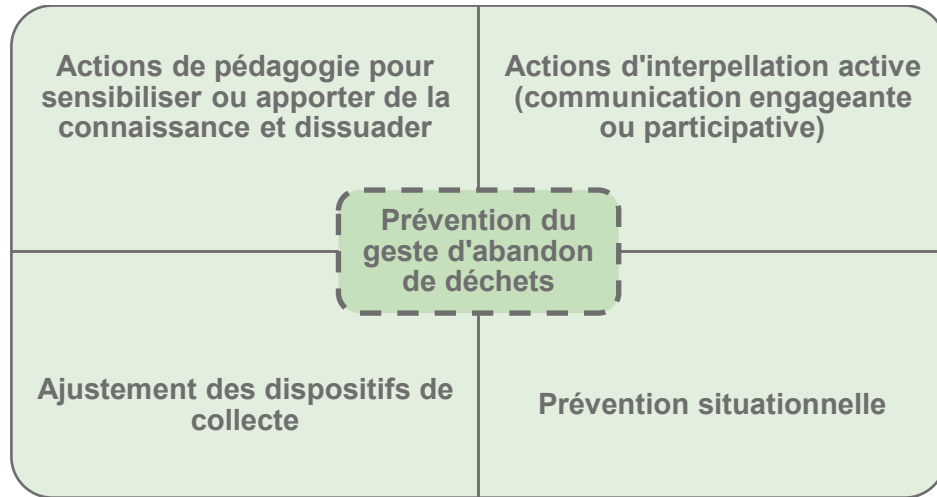 Actions de pédagogie pour
sensibiliser ou apporter de la
connaissance et dissuader
Actions d'interpellation active
(communication engageante
ou participative)
Prévention du
geste d'abandon
de déchets
Ajustement des dispositifs de
collecte
Prévention situationnelle